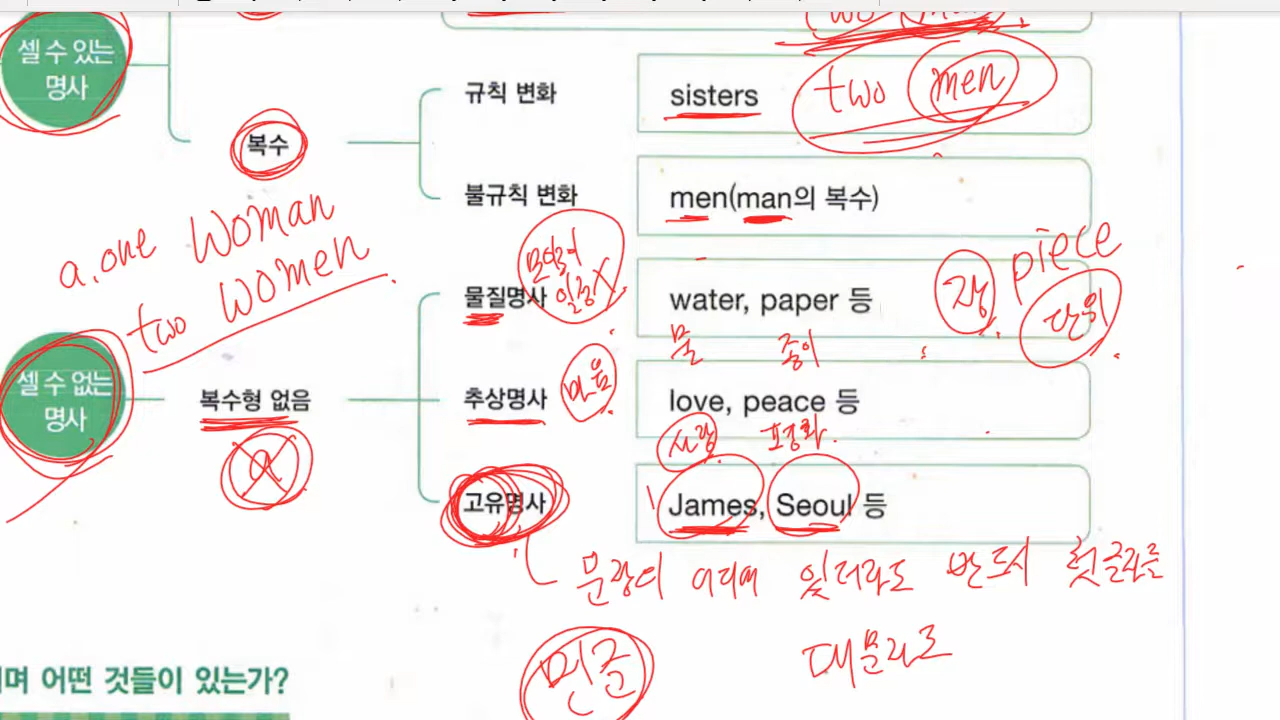 셀 수 있는
명사
규칙 변화
sisters
two men
복수
불규칙 변화
men(man의 복수)
a. one woman
two women
물질명사
water, paper 등
물 종이
장
piece
단위
셀 수 없는
명사
복수형 없음
a
추상명사
마음
love, peace 등
사랑 평화
고유명사
James, Seoul 등
문장의 어디에 있더라도 반드시 첫글자를
대문자로
며 어떤 것들이 있는가?